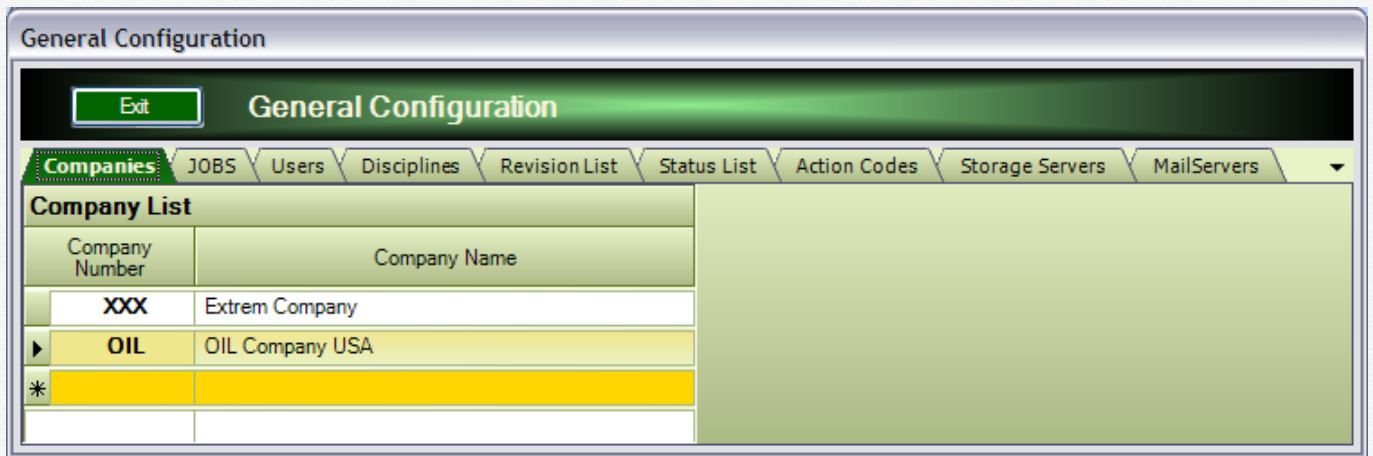 General Configuration
Exit General Configuration
Companies JOBS Users Disciplines Revision List Status List Action Codes Storage Servers MailServers
Company List
Company Number Company Name
XXX Extrem Company
OIL OIL Company USA